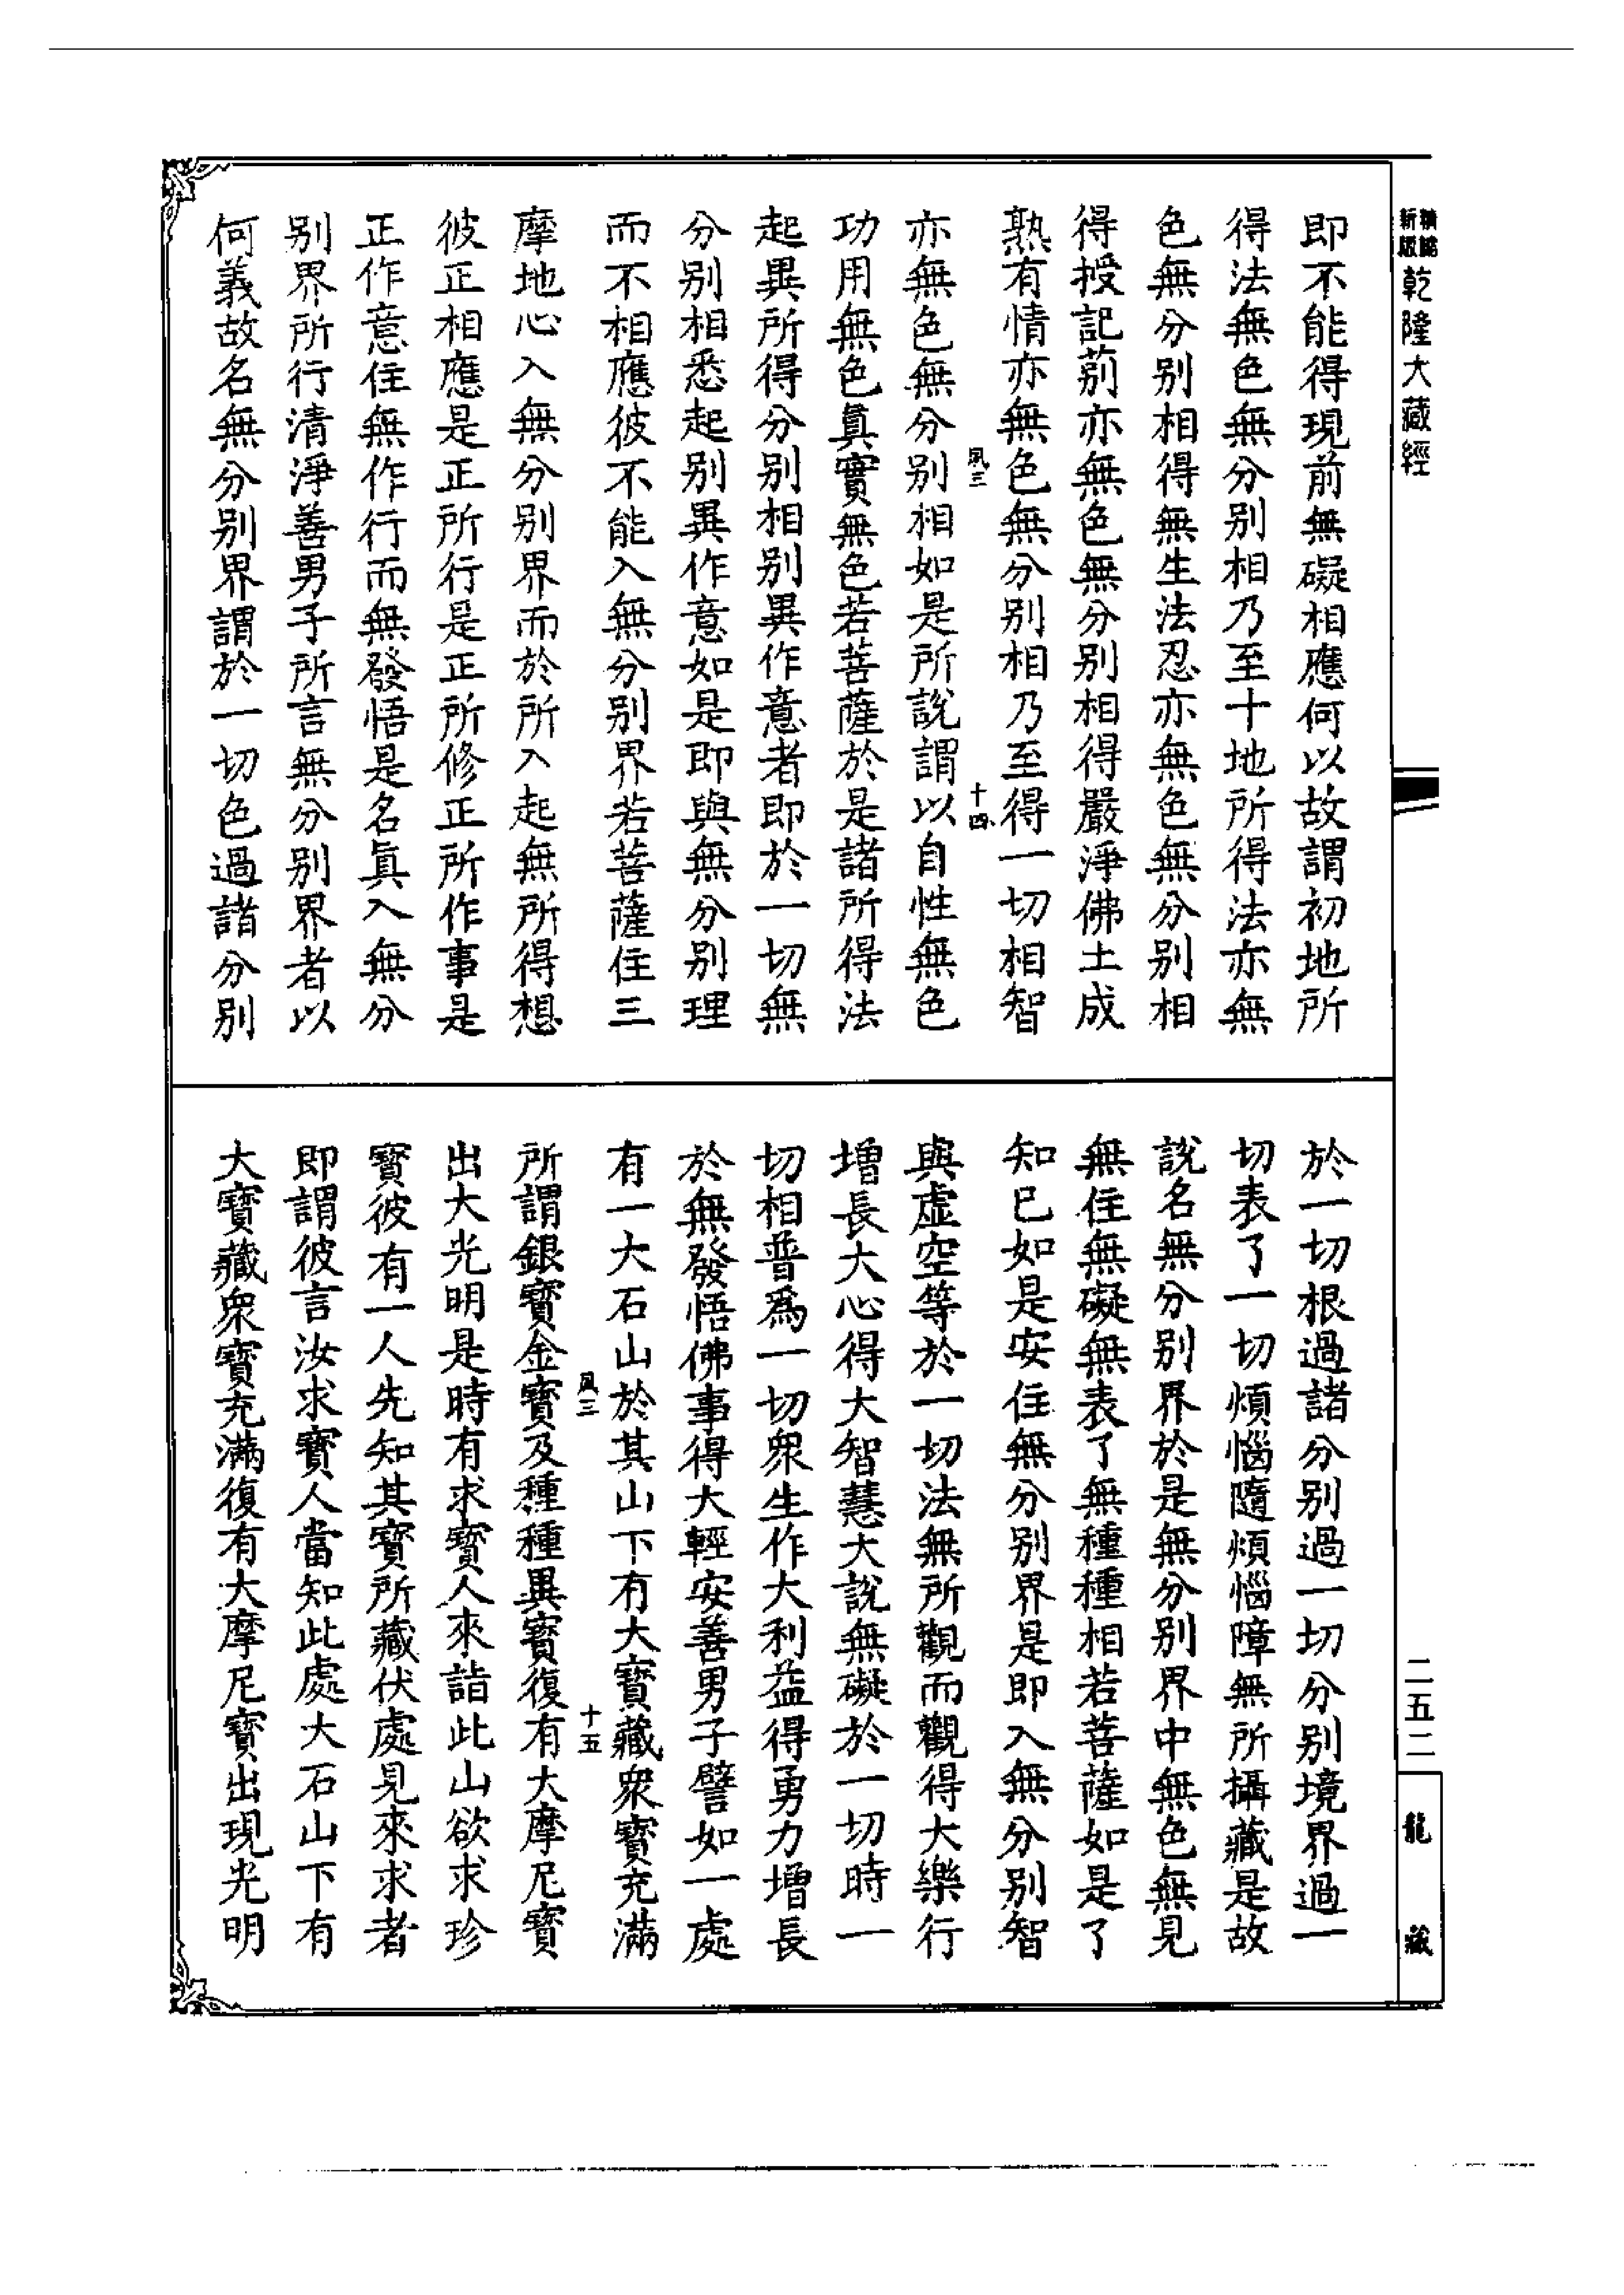 新版
精縮
乾隆大藏經
二五二
龍藏
即不能得現前無礙相應何以故謂初地所
得法無色無分別相乃至十地所得法亦無
色無分別相得無生法忍亦無色無分別相
得授記莂亦無色無分別相得嚴淨佛土成
熟有情亦無色無分別相乃至得一切相智
夙三
十四
亦無色無分別相如是所說謂以自性無色
功用無色真實無色若菩薩於是諸所得法
起異所得分別相別異作意者即於一切無
分別相悉起別異作意如是即與無分別理
而不相應彼不能入無分別界若菩薩住三
摩地心入無分別界而於所入起無所得想
彼正相應是正所行是正所修正所作事是
正作意住無作行而無發悟是名真入無分
別界所行清淨善男子所言無分別界者以
何義故名無分別界謂於一切色過諸分別
於一切根過諸分別過一切分別境界過一
切表了一切煩惱隨煩惱障無所攝藏是故
說名無分別界於是無分別界中無色無見
無住無礙無表了無種種相若菩薩如是了
知已如是安住無分別界是即入無分別智
與虛空等於一切法無所觀而觀得大樂行
增長大心得大智慧大說無礙於一切時一
切相普為一切衆生作大利益得勇力增長
於無發悟佛事得大輕安善男子譬如一處
有一大石山於其山下有大寶藏衆寶充滿
夙三
十五
所謂銀寶金寶及種種異寶復有大摩尼寶
出大光明是時有求寶人來詣此山欲求珍
寶彼有一人先知其寶所藏伏處見來求者
即謂彼言汝求寶人當知此處大石山下有
大寶藏衆寶充滿復有大摩尼寶出現光明